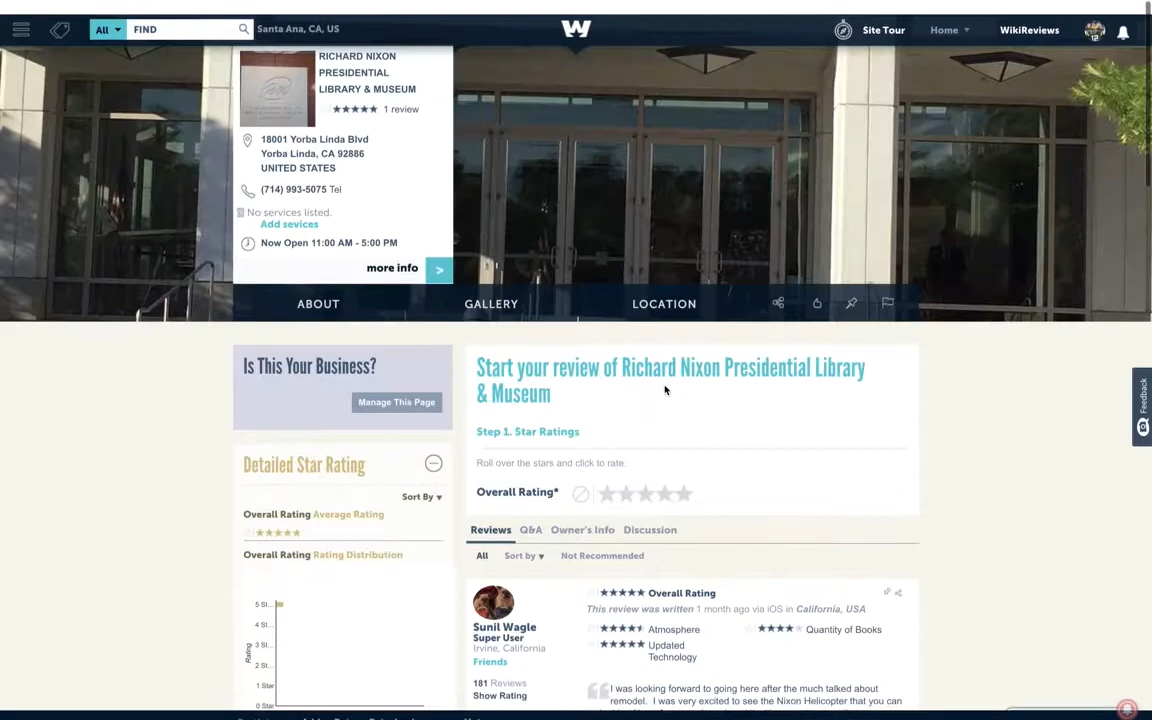 All FIND Santa Ana, CA, US W Site Tour Home WikiReviews
RICHARD NIXON
PRESIDENTIAL
LIBRARY & MUSEUM
1 review
18001 Yorba Linda Blvd
Yorba Linda, CA 92886
UNITED STATES
(714) 993-5075 Tel
No services listed.
Add sevices
Now Open 11:00 AM - 5:00 PM
more info >
ABOUT GALLERY LOCATION
Is This Your Business?
Manage This Page
Detailed Star Rating
Sort By
Overall Rating Average Rating
Overall Rating Rating Distribution
5 St...
4 St...
3 St...
2 St...
1 Star
0 Star
Rating
Start your review of Richard Nixon Presidential Library
& Museum
Step 1. Star Ratings
Roll over the stars and click to rate:
Overall Rating*
Reviews Q&A Owner's Info Discussion
All Sort by Not Recommended
Sunil Wagle
Super User
Irvine, California
Friends
181 Reviews
Show Rating
Overall Rating
This review was written 1 month ago via iOS in California, USA
Atmosphere Quantity of Books
Updated
Technology
I was looking forward to going here after the much talked about
remodel. I was very excited to see the Nixon Helicopter that you can
Feedback